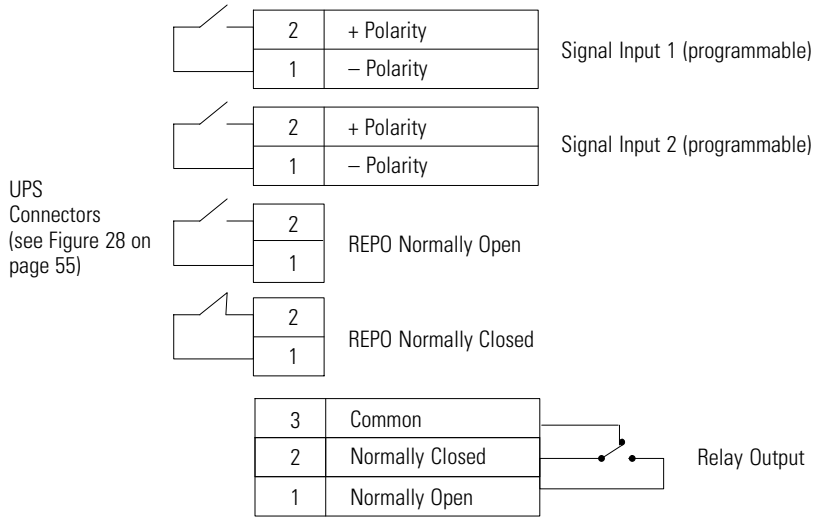 2 + Polarity
1 – Polarity
Signal Input 1 (programmable)
2 + Polarity
1 – Polarity
Signal Input 2 (programmable)
UPS
Connectors
(see Figure 28 on
page 55)
2
1
REPO Normally Open
2
1
REPO Normally Closed
3 Common
2 Normally Closed
1 Normally Open
Relay Output